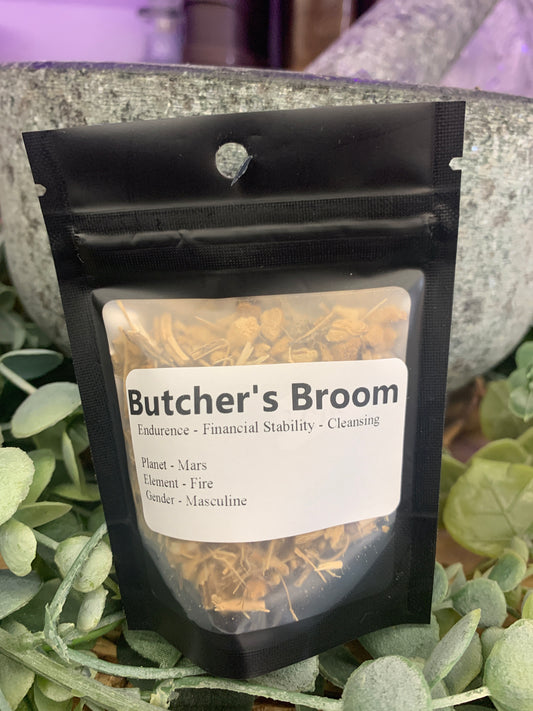 Butcher's Broom
Endurence - Financial Stability - Cleansing
Planet - Mars
Element - Fire
Gender - Masculine